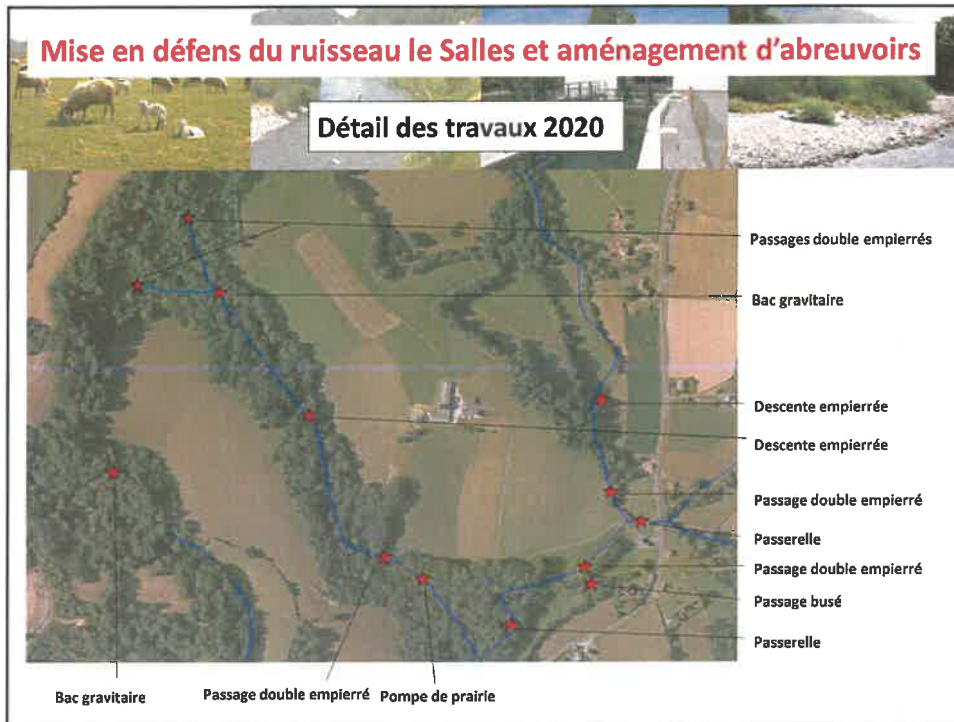 Mise en défens du ruisseau le Salles et aménagement d'abreuvoirs
Détail des travaux 2020
Passages double empierrés
Bac gravitaire
Descente empierrée
Descente empierrée
Passage double empierré
Passerelle
Passage double empierré
Passage busé
Passerelle
Bac gravitaire
Passage double empierré
Pompe de prairie